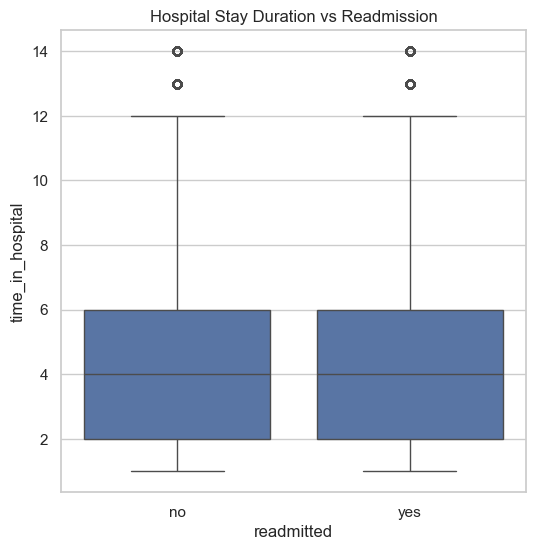 Hospital Stay Duration vs Readmission
14
12
10
8
6
4
2
time_in_hospital
no yes
readmitted